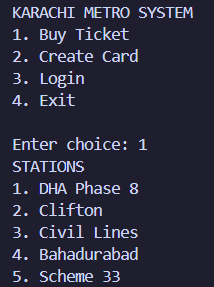 KARACHI METRO SYSTEM
1. Buy Ticket
2. Create Card
3. Login
4. Exit

Enter choice: 1
STATIONS
1. DHA Phase 8
2. Clifton
3. Civil Lines
4. Bahadurabad
5. Scheme 33